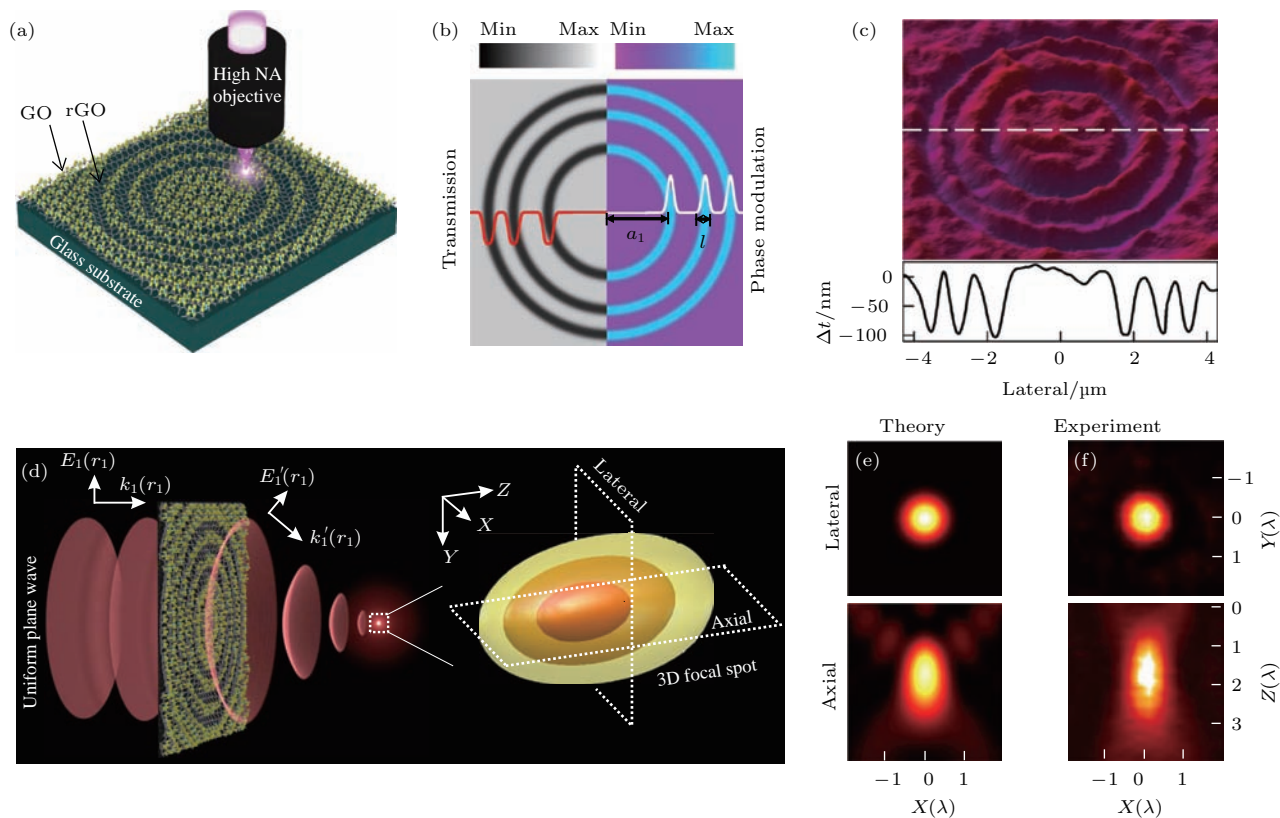 (a)
High NA
objective
GO
rGO
Glass substrate
(b)
Min
Max
Min
Max
Transmission
a₁
l
Phase modulation
(c)
0
−50
−100
Δt/nm
−4
−2
0
2
4
Lateral/µm
(d)
E₁(r₁)
k₁(r₁)
E₁′(r₁)
k₁′(r₁)
Uniform plane wave
Z
X
Y
Lateral
Axial
3D focal spot
Theory
Experiment
(e)
(f)
Lateral
−1
0
1
Y(λ)
Axial
0
1
2
3
Z(λ)
−1
0
1
X(λ)
−1
0
1
X(λ)